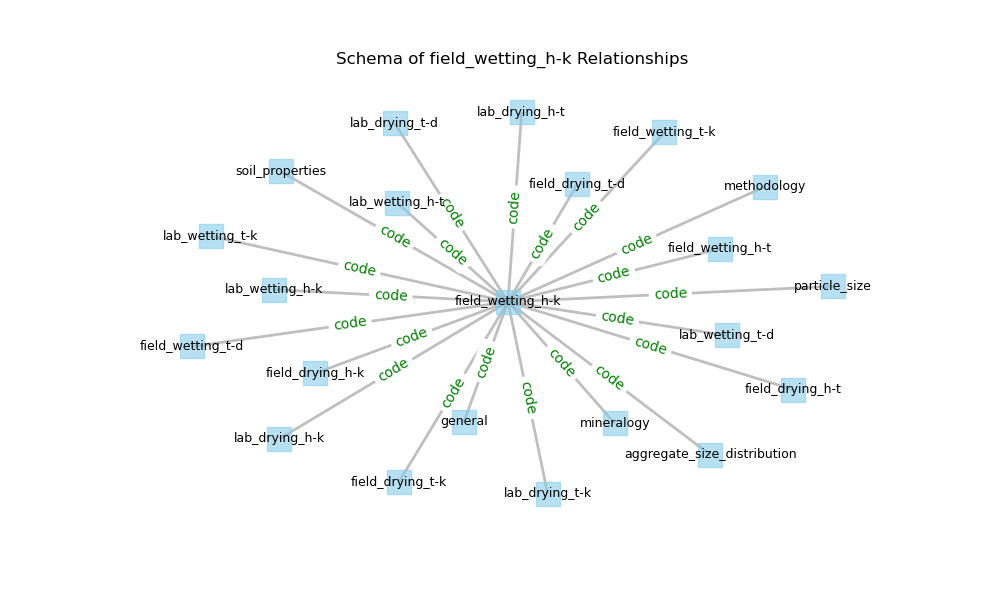 Schema of field_wetting_h-k Relationships
lab_drying_h-t
lab_drying_t-d
field_wetting_t-k
soil_properties
field_drying_t-d
methodology
lab_wetting_h-t
code
code
code
lab_wetting_t-k
code
code
code
code
field_wetting_h-t
code
code
code
lab_wetting_h-k
code
particle_size
code
field_wetting_h-k
code
code
lab_wetting_t-d
field_wetting_t-d
code
code
code
code
field_drying_h-k
code
code
field_drying_h-t
code
code
general
mineralogy
lab_drying_h-k
aggregate_size_distribution
field_drying_t-k
lab_drying_t-k